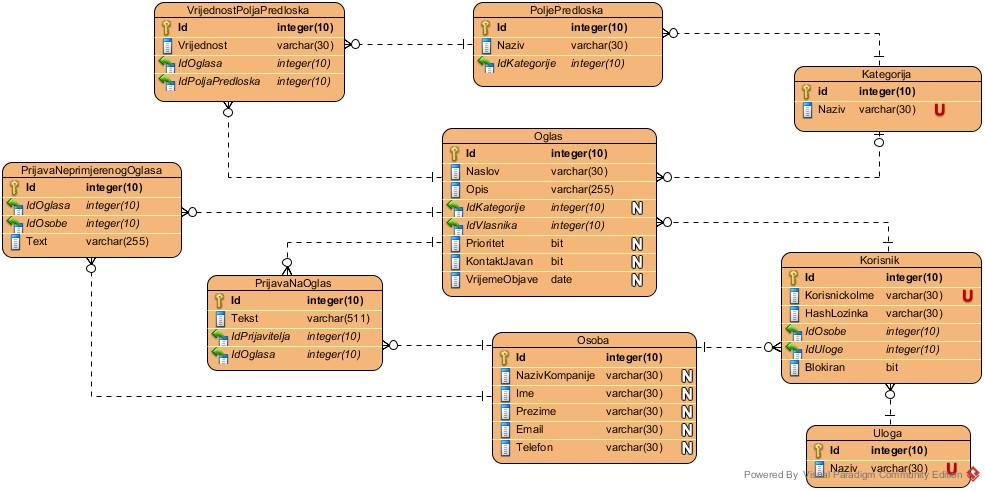 VrijednostPoljaPredloska
Id integer(10)
Vrijednost varchar(30)
IdOglasa integer(10)
IdPoljaPredloska integer(10)
PoljePredloska
Id integer(10)
Naziv varchar(30)
IdKategorije integer(10)
Kategorija
id integer(10)
Naziv varchar(30) U
Oglas
Id integer(10)
Naslov varchar(30)
Opis varchar(255)
IdKategorije integer(10) N
IdVlasnika integer(10)
Prioritet bit N
KontaktJavan bit N
VrijemeObjave date N
PrijavaNeprimjerenogOglasa
Id integer(10)
IdOglasa integer(10)
IdOsobe integer(10)
Text varchar(255)
PrijavaNaOglas
Id integer(10)
Tekst varchar(511)
IdPrijavitelja integer(10)
IdOglasa integer(10)
Korisnik
Id integer(10)
KorisnickoIme varchar(30) U
HashLozinka varchar(30)
IdOsobe integer(10)
IdUloge integer(10)
Blokiran bit
Osoba
Id integer(10)
NazivKompanije varchar(30) N
Ime varchar(30) N
Prezime varchar(30) N
Email varchar(30) N
Telefon varchar(30) N
Uloga
Id integer(10)
Naziv varchar(30) U
Powered By Visual Paradigm Community Edition